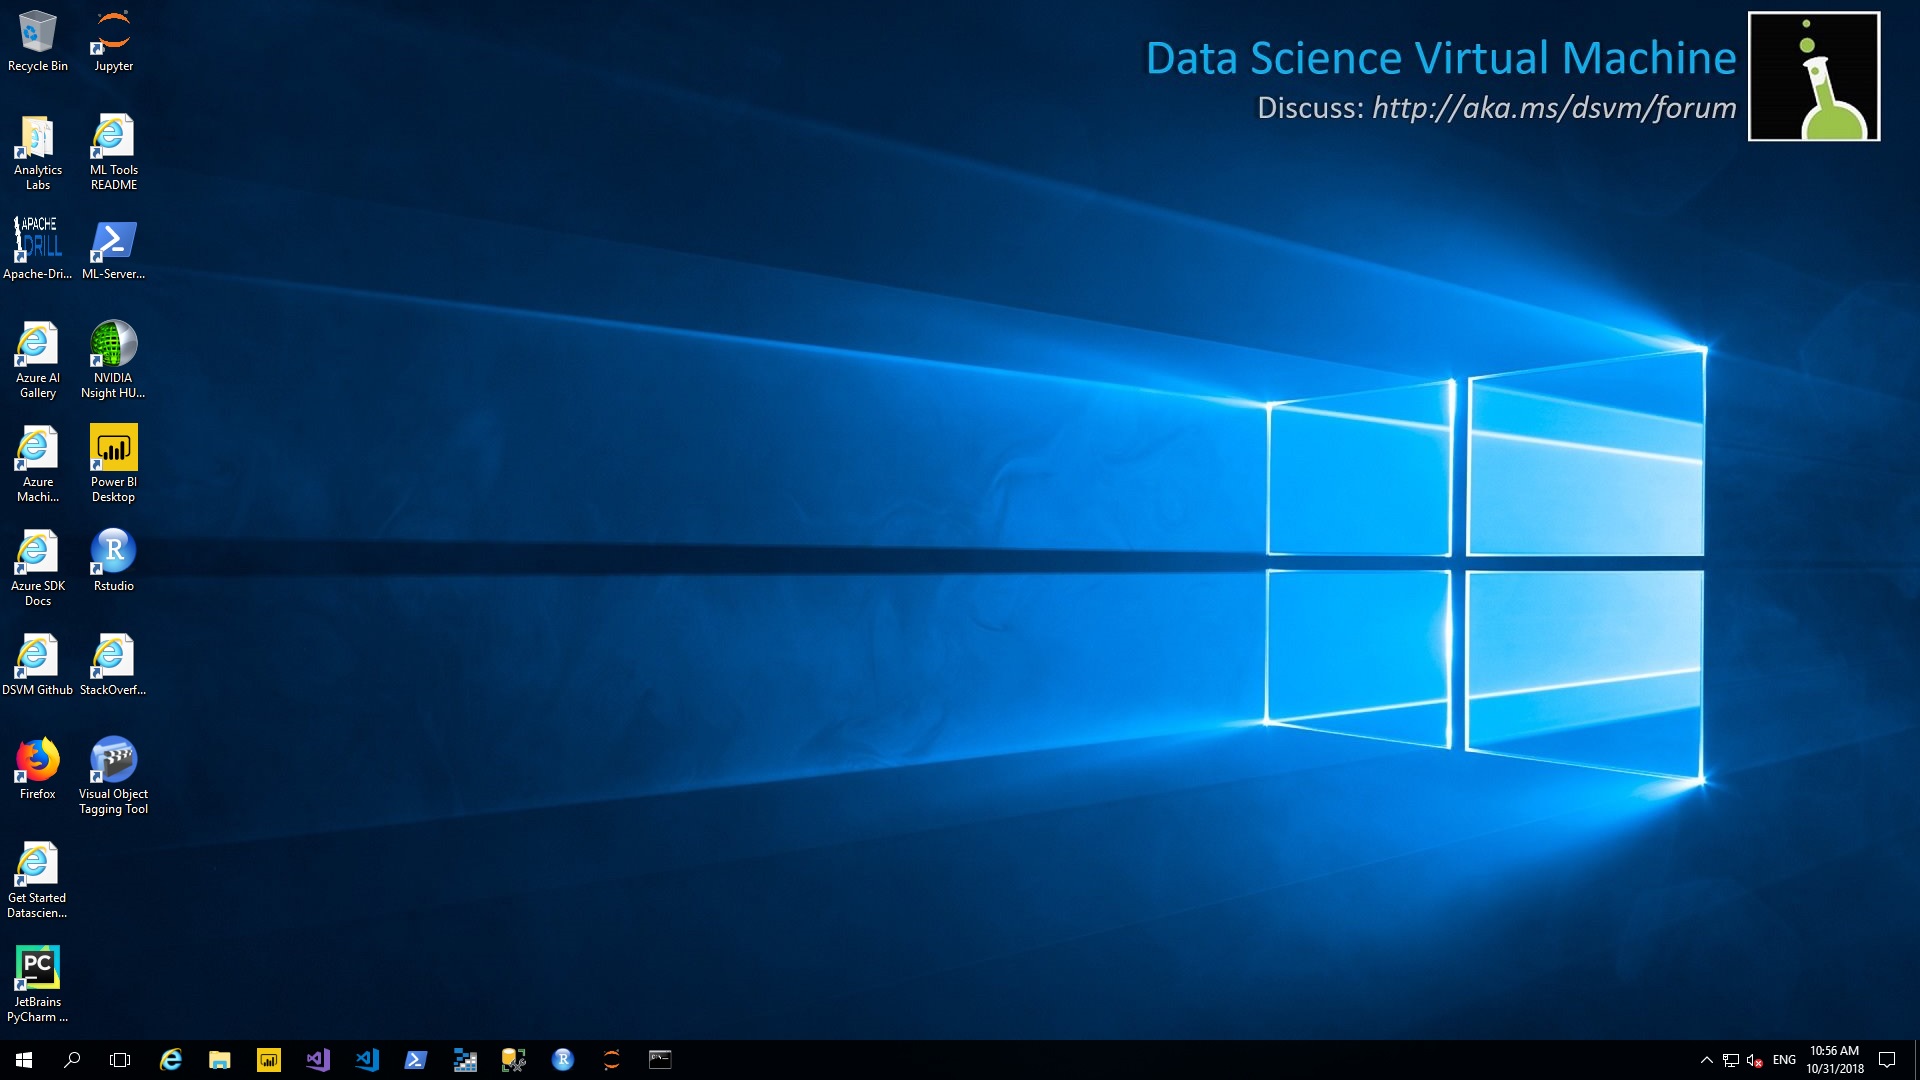 Data Science Virtual Machine
Discuss: http://aka.ms/dsvm/forum
Recycle Bin
Jupyter
Analytics
Labs
ML Tools
README
APACHE
DRILL
Apache-Dri...
ML-Server...
Azure AI
Gallery
NVIDIA
Nsight HU...
Azure
Machi...
Power BI
Desktop
Azure SDK
Docs
R
Rstudio
DSVM Github
StackOverf...
Firefox
Visual Object
Tagging Tool
Get Started
Datascien...
PC
JetBrains
PyCharm ...
R
ENG
10:56 AM
10/31/2018